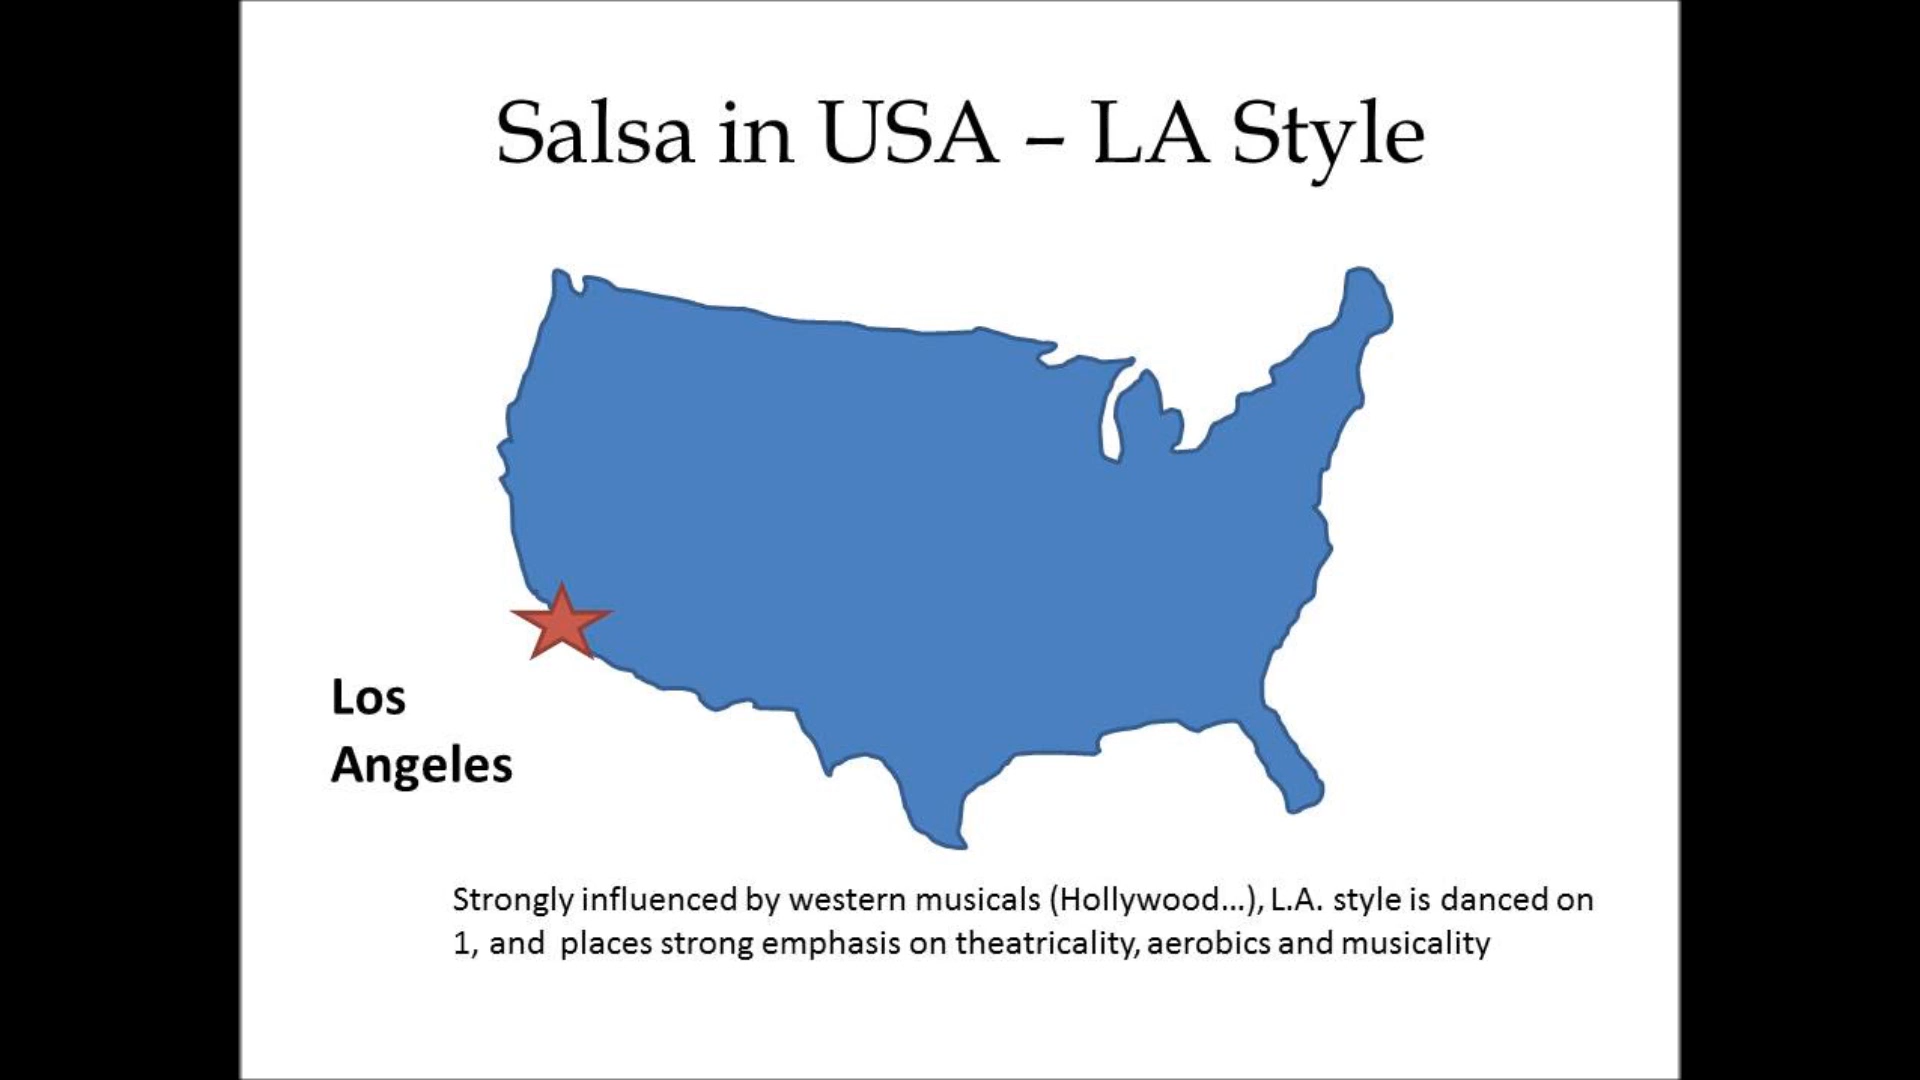 Salsa in USA – LA Style
Los
Angeles
Strongly influenced by western musicals (Hollywood...), L.A. style is danced on
1, and places strong emphasis on theatricality, aerobics and musicality